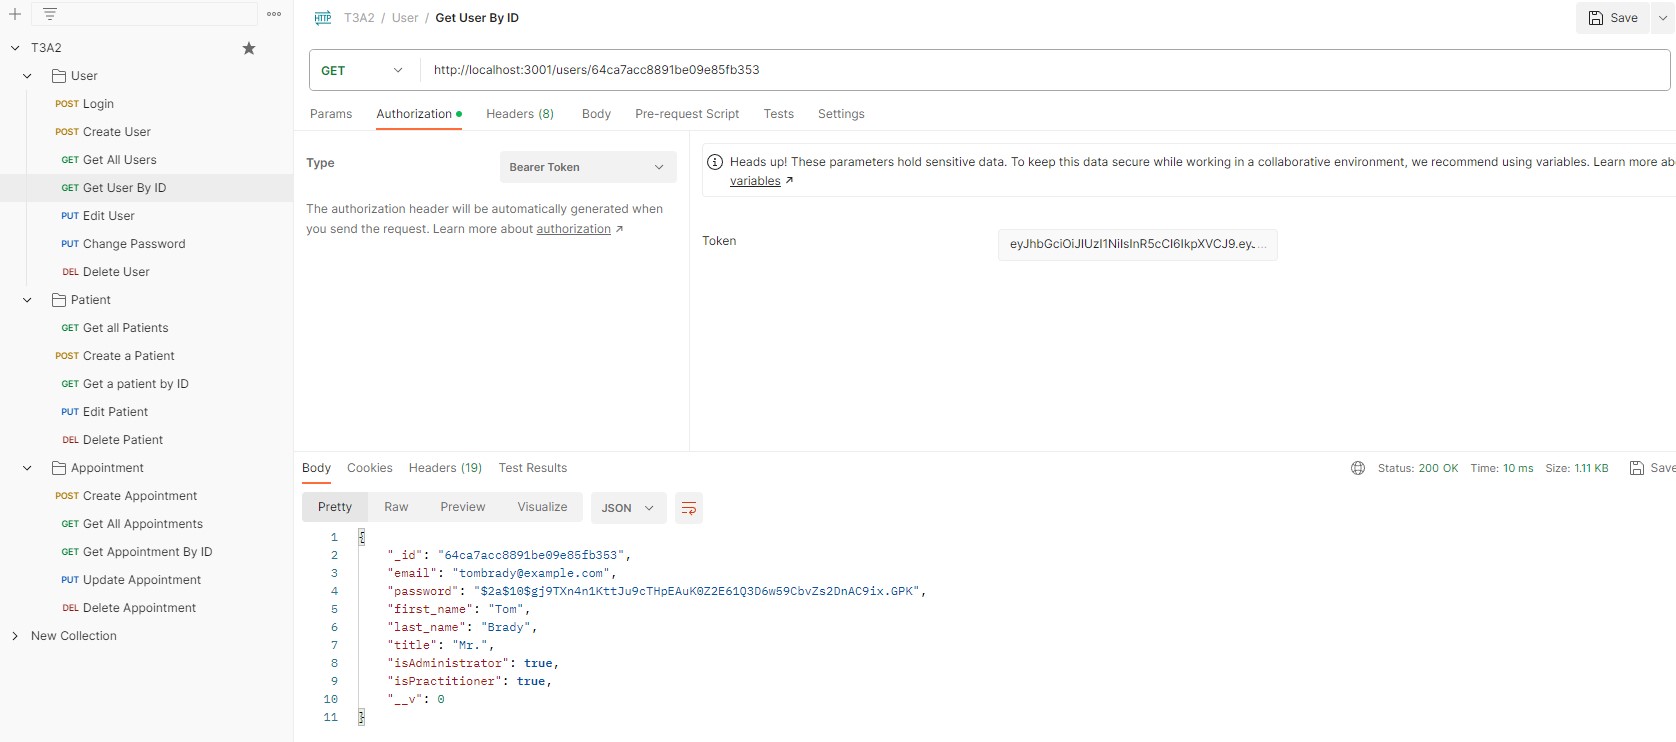 T3A2
User
POST Login
POST Create User
GET Get All Users
GET Get User By ID
PUT Edit User
PUT Change Password
DEL Delete User
Patient
GET Get all Patients
POST Create a Patient
GET Get a patient by ID
PUT Edit Patient
DEL Delete Patient
Appointment
POST Create Appointment
GET Get All Appointments
GET Get Appointment By ID
PUT Update Appointment
DEL Delete Appointment
New Collection
HTTP T3A2 / User / Get User By ID
Save
GET http://localhost:3001/users/64ca7acc8891be09e85fb353
Params Authorization Headers (8) Body Pre-request Script Tests Settings
Type Bearer Token
The authorization header will be automatically generated when
you send the request. Learn more about authorization ↗
Heads up! These parameters hold sensitive data. To keep this data secure while working in a collaborative environment, we recommend using variables. Learn more ab
variables ↗
Token eyJhbGciOiJIUzI1NiIsInR5cCI6IkpXVCJ9.eyJ...
Body Cookies Headers (19) Test Results
Status: 200 OK Time: 10 ms Size: 1.11 KB Save
Pretty Raw Preview Visualize JSON
1 {
2 "_id": "64ca7acc8891be09e85fb353",
3 "email": "tombrady@example.com",
4 "password": "$2a$10$gj9TXn4n1KttJu9cTHpEAuK0Z2E61Q3D6w59CbvZs2DnAC9ix.GPK",
5 "first_name": "Tom",
6 "last_name": "Brady",
7 "title": "Mr.",
8 "isAdministrator": true,
9 "isPractitioner": true,
10 "__v": 0
11 }